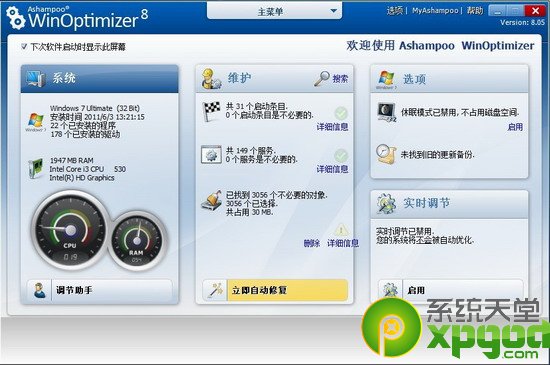 Ashampoo®
WinOptimizer 8
主菜单
选项 | MyAshampoo |
Version: 8.05
下次软件启动时显示此屏幕
欢迎使用 Ashampoo WinOptimizer
系统
Windows 7 Ultimate (32 Bit)
安装时间 2011/6/3 13:21:15
22 个已安装的程序
178 个已安装的驱动
1947 MB RAM
Intel Core i3 CPU 530
Intel(R) HD Graphics
CPU
019
RAM
054
调节助手
维护
搜索
共 31 个启动条目.
0 个启动条目是不必要的.
详细信息
共 149 个服务.
0 个服务是不必要的.
详细信息
已找到 3056 个不必要的对象.
3056 个已选择.
共占用 30 MB.
删除 详细信息
立即自动修复
选项
Windows 7
休眠模式已禁用, 不占用磁盘空间.
启用
未找到旧的更新备份.
实时调节
实时调节已禁用.
您的系统将不会被自动优化.
启用
系统天堂
xpgod.com